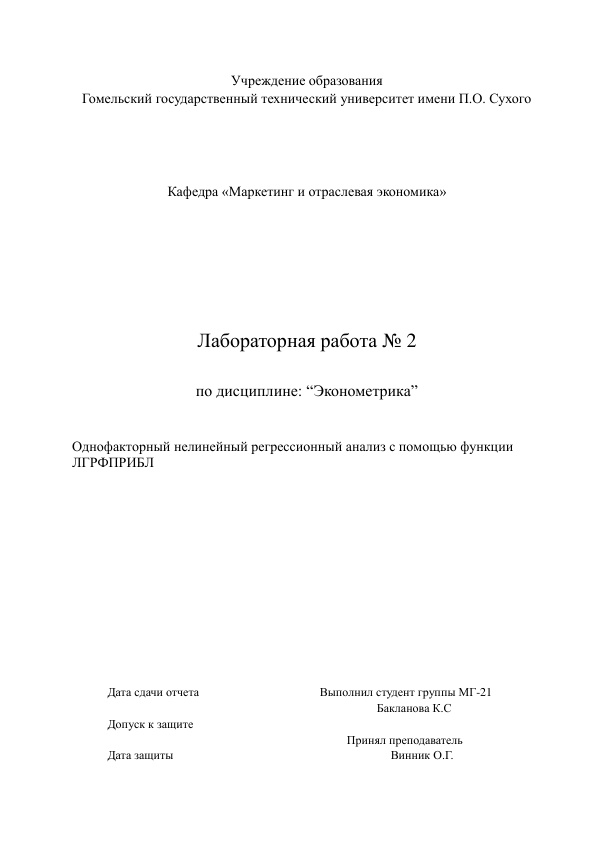 Учреждение образования
Гомельский государственный технический университет имени П.О. Сухого
Кафедра «Маркетинг и отраслевая экономика»
Лабораторная работа № 2
по дисциплине: “Эконометрика”
Однофакторный нелинейный регрессионный анализ с помощью функции
ЛГРФПРИБЛ
Дата сдачи отчета Выполнил студент группы МГ-21
Бакланова К.С
Допуск к защите
Принял преподаватель
Дата защиты Винник О.Г.